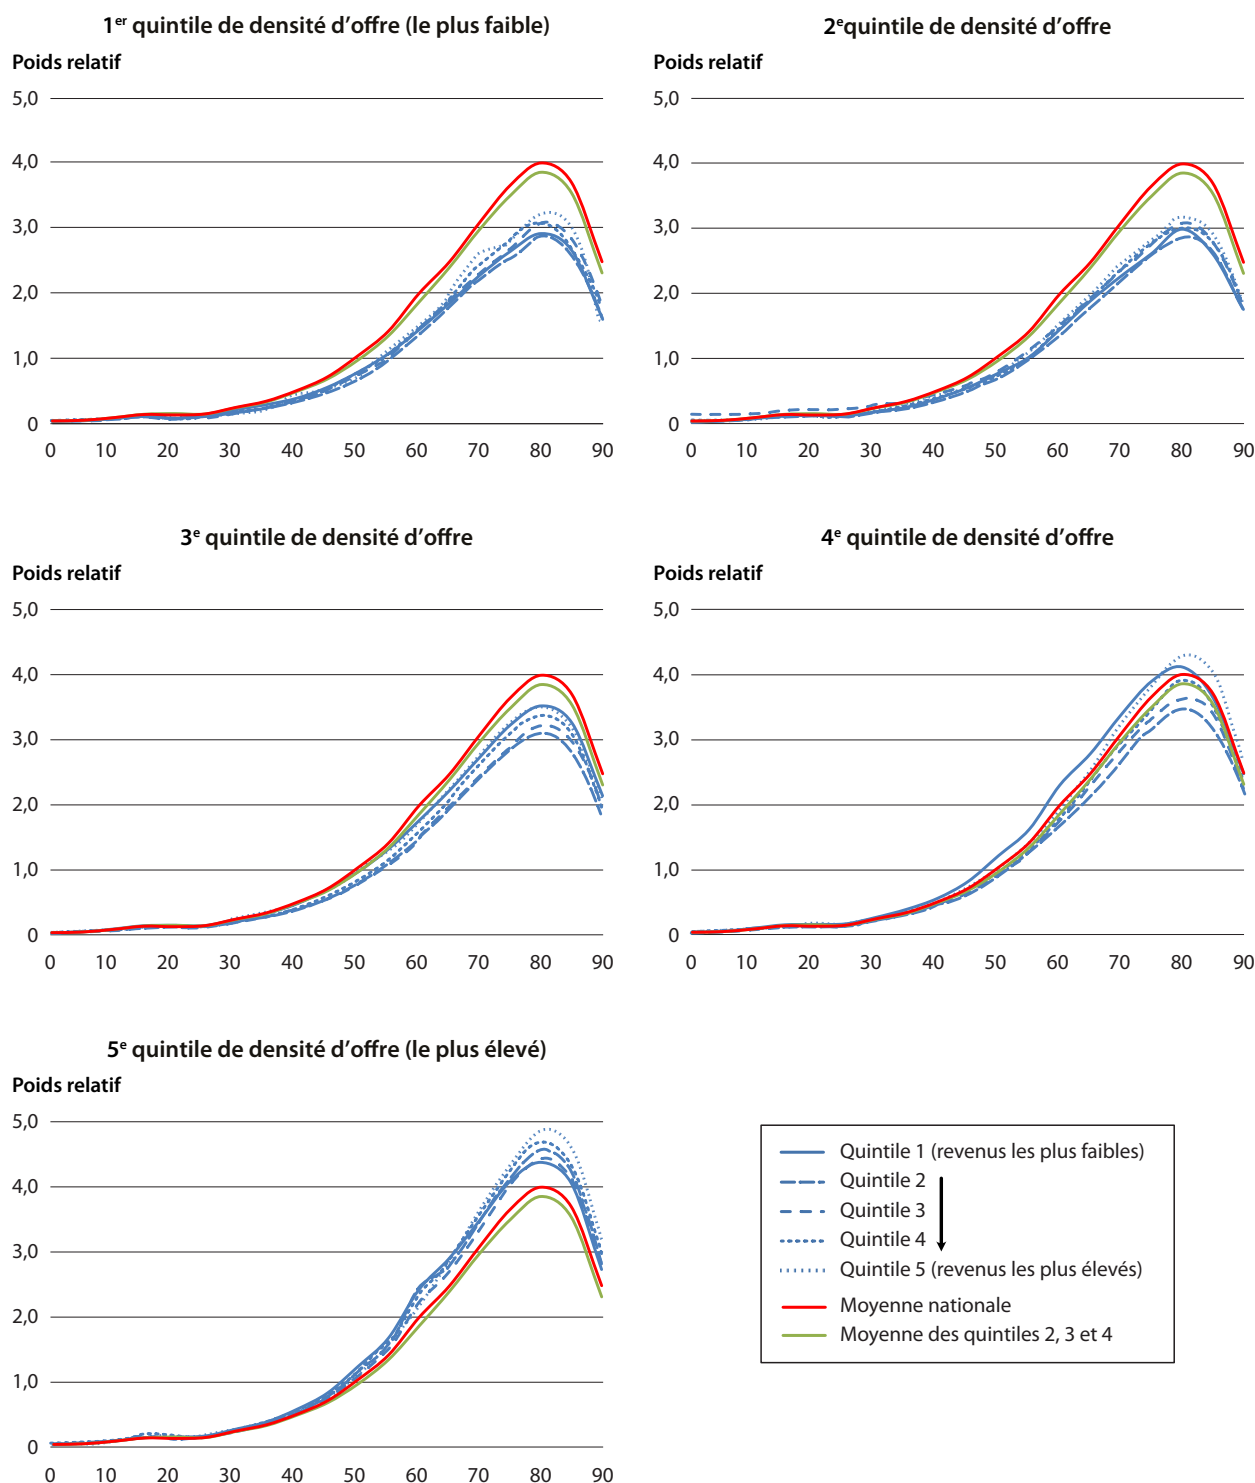 1er quintile de densité d’offre (le plus faible)
Poids relatif
5,0
4,0
3,0
2,0
1,0
0
0 10 20 30 40 50 60 70 80 90
2equintile de densité d’offre
Poids relatif
5,0
4,0
3,0
2,0
1,0
0
0 10 20 30 40 50 60 70 80 90
3e quintile de densité d’offre
Poids relatif
5,0
4,0
3,0
2,0
1,0
0
0 10 20 30 40 50 60 70 80 90
4e quintile de densité d’offre
Poids relatif
5,0
4,0
3,0
2,0
1,0
0
0 10 20 30 40 50 60 70 80 90
5e quintile de densité d’offre (le plus élevé)
Poids relatif
5,0
4,0
3,0
2,0
1,0
0
0 10 20 30 40 50 60 70 80 90
Quintile 1 (revenus les plus faibles)
Quintile 2
Quintile 3
Quintile 4
Quintile 5 (revenus les plus élevés)
Moyenne nationale
Moyenne des quintiles 2, 3 et 4